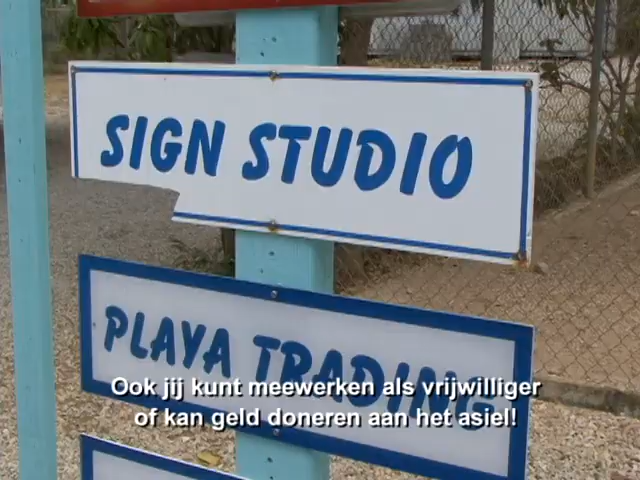 SIGN STUDIO
PLAYA TRADING
Ook jij kunt meewerken als vrijwilliger
of kan geld doneren aan het asiel!